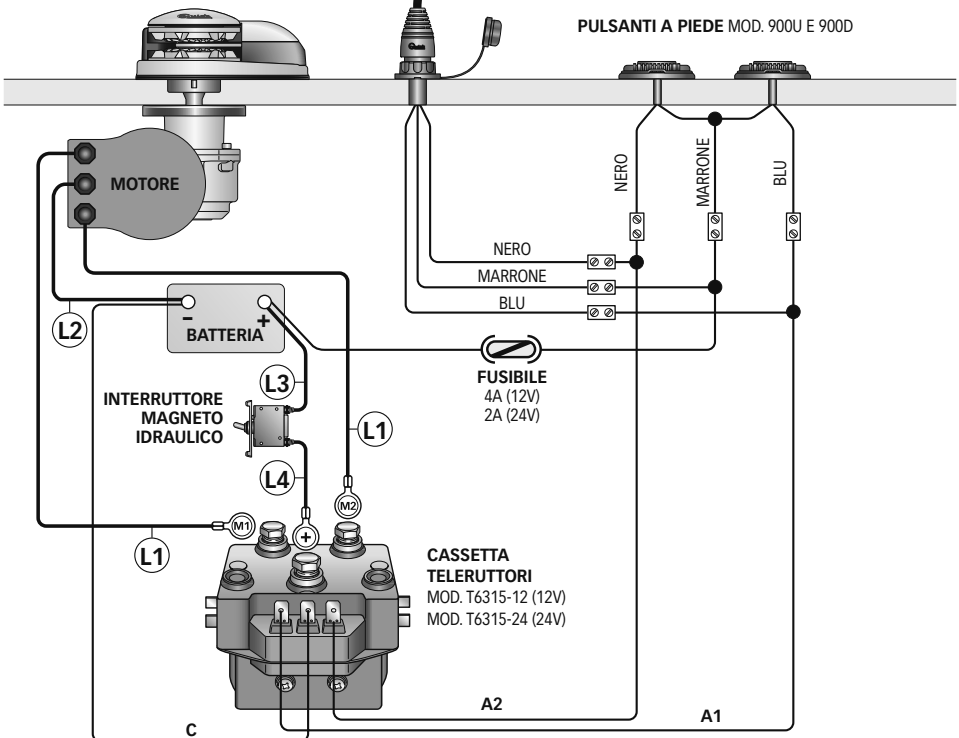 PULSANTI A PIEDE MOD. 900U E 900D
Quick
MOTORE
NERO
MARRONE
BLU
NERO
MARRONE
BLU
L2
-
+
BATTERIA
FUSIBILE
4A (12V)
2A (24V)
L3
INTERRUTTORE
MAGNETO
IDRAULICO
L1
L4
M2
M1
+
L1
CASSETTA
TELERUTTORI
MOD. T6315-12 (12V)
MOD. T6315-24 (24V)
A2
A1
C